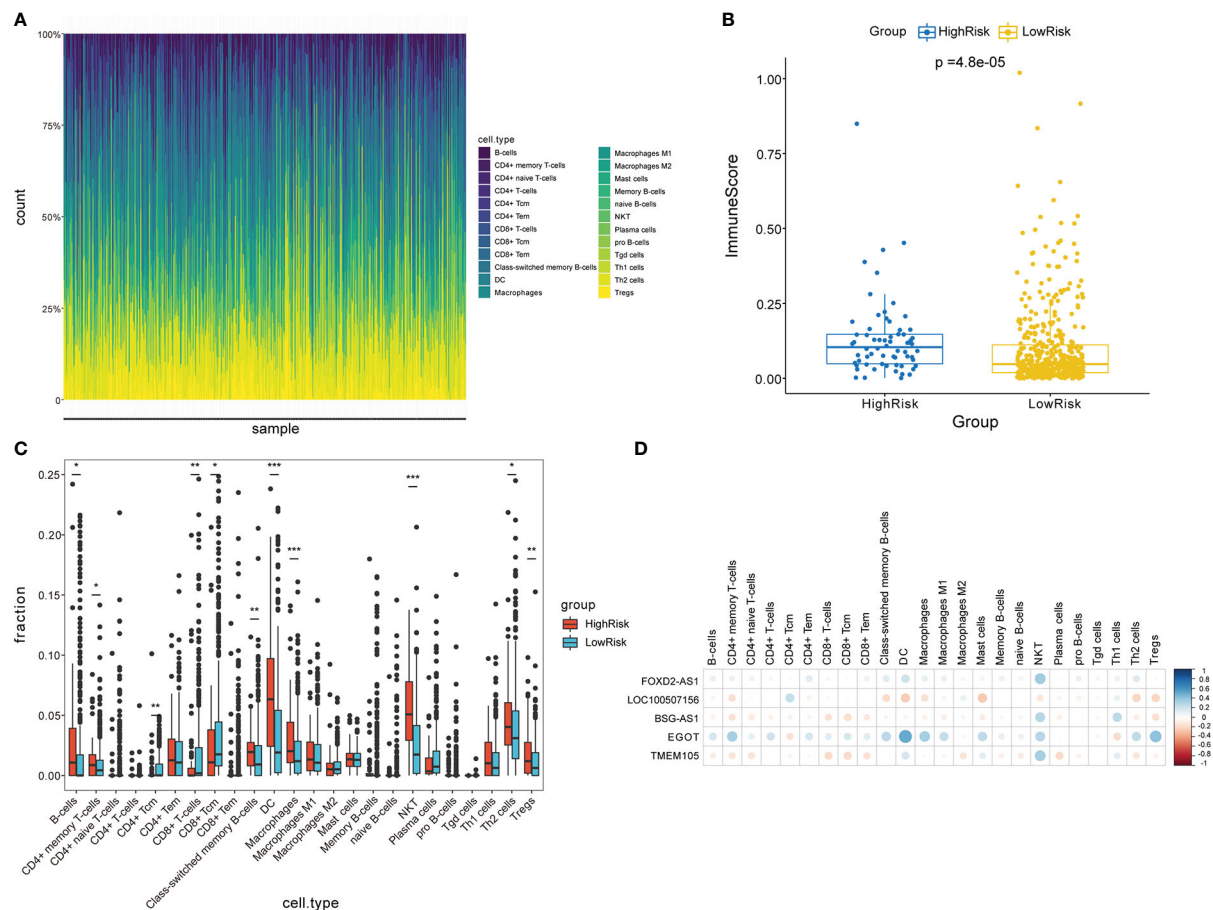 A
100%
75%
50%
25%
0
count
sample
cell.type
B-cells
CD4+ memory T-cells
CD4+ naive T-cells
CD4+ T-cells
CD4+ Tcm
CD4+ Tem
CD8+ T-cells
CD8+ Tcm
CD8+ Tem
Class-switched memory B-cells
DC
Macrophages
Macrophages M1
Macrophages M2
Mast cells
Memory B-cells
naive B-cells
NKT
Plasma cells
pro B-cells
Tgd cells
Th1 cells
Th2 cells
Tregs
B
Group HighRisk LowRisk
p =4.8e-05
1.00
0.75
0.50
0.25
0.00
ImmuneScore
HighRisk LowRisk
Group
C
0.25
0.20
0.15
0.10
0.05
0.00
fraction
* * ** ** * ** *** *** *** * **
B-cells
CD4+ memory T-cells
CD4+ naive T-cells
CD4+ T-cells
CD4+ Tcm
CD4+ Tem
CD8+ T-cells
CD8+ Tcm
CD8+ Tem
Class-switched memory B-cells
DC
Macrophages
Macrophages M1
Macrophages M2
Mast cells
Memory B-cells
naive B-cells
NKT
Plasma cells
pro B-cells
Tgd cells
Th1 cells
Th2 cells
Tregs
cell.type
group
HighRisk
LowRisk
D
B-cells
CD4+ memory T-cells
CD4+ naive T-cells
CD4+ T-cells
CD4+ Tcm
CD4+ Tem
CD8+ T-cells
CD8+ Tcm
CD8+ Tem
Class-switched memory B-cells
DC
Macrophages
Macrophages M1
Macrophages M2
Mast cells
Memory B-cells
naive B-cells
NKT
Plasma cells
pro B-cells
Tgd cells
Th1 cells
Th2 cells
Tregs
FOXD2-AS1
LOC100507156
BSG-AS1
EGOT
TMEM105
1
0.8
0.6
0.4
0.2
0
-0.2
-0.4
-0.6
-0.8
-1